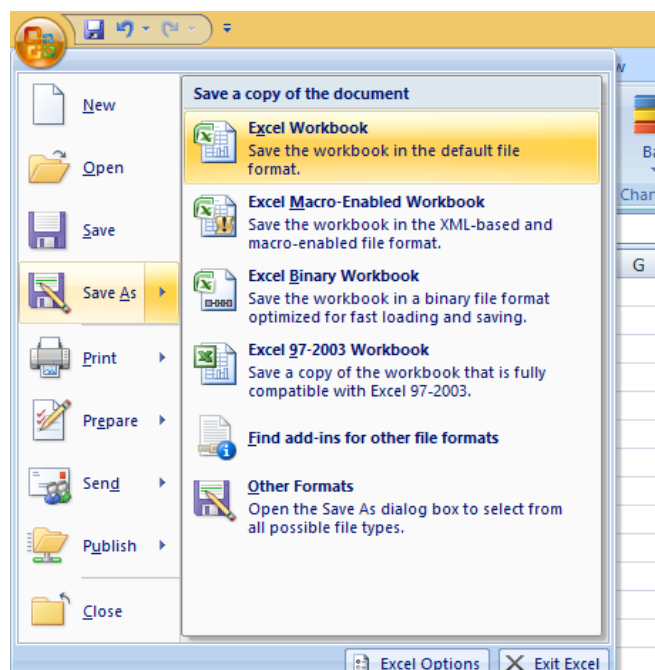 New
Open
Save
Save As
Print
Prepare
Send
Publish
Close
Save a copy of the document
Excel Workbook
Save the workbook in the default file
format.
Excel Macro-Enabled Workbook
Save the workbook in the XML-based and
macro-enabled file format.
Excel Binary Workbook
Save the workbook in a binary file format
optimized for fast loading and saving.
Excel 97-2003 Workbook
Save a copy of the workbook that is fully
compatible with Excel 97-2003.
Find add-ins for other file formats
Other Formats
Open the Save As dialog box to select from
all possible file types.
Excel Options
Exit Excel
G